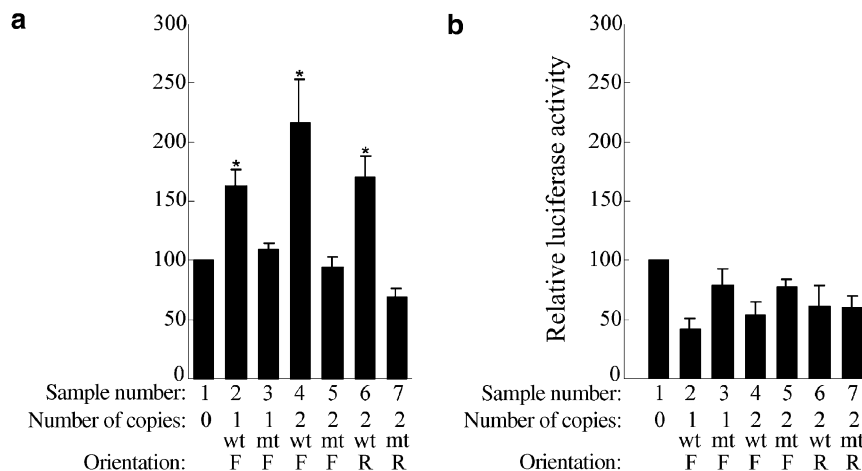 a
300
250
200
150
100
50
0
* * *
Sample number: 1 2 3 4 5 6 7
Number of copies: 0 1 1 2 2 2 2
wt mt wt mt wt mt
Orientation: F F F F R R
b
Relative luciferase activity
300
250
200
150
100
50
0
Sample number: 1 2 3 4 5 6 7
Number of copies: 0 1 1 2 2 2 2
wt mt wt mt wt mt
Orientation: F F F F R R